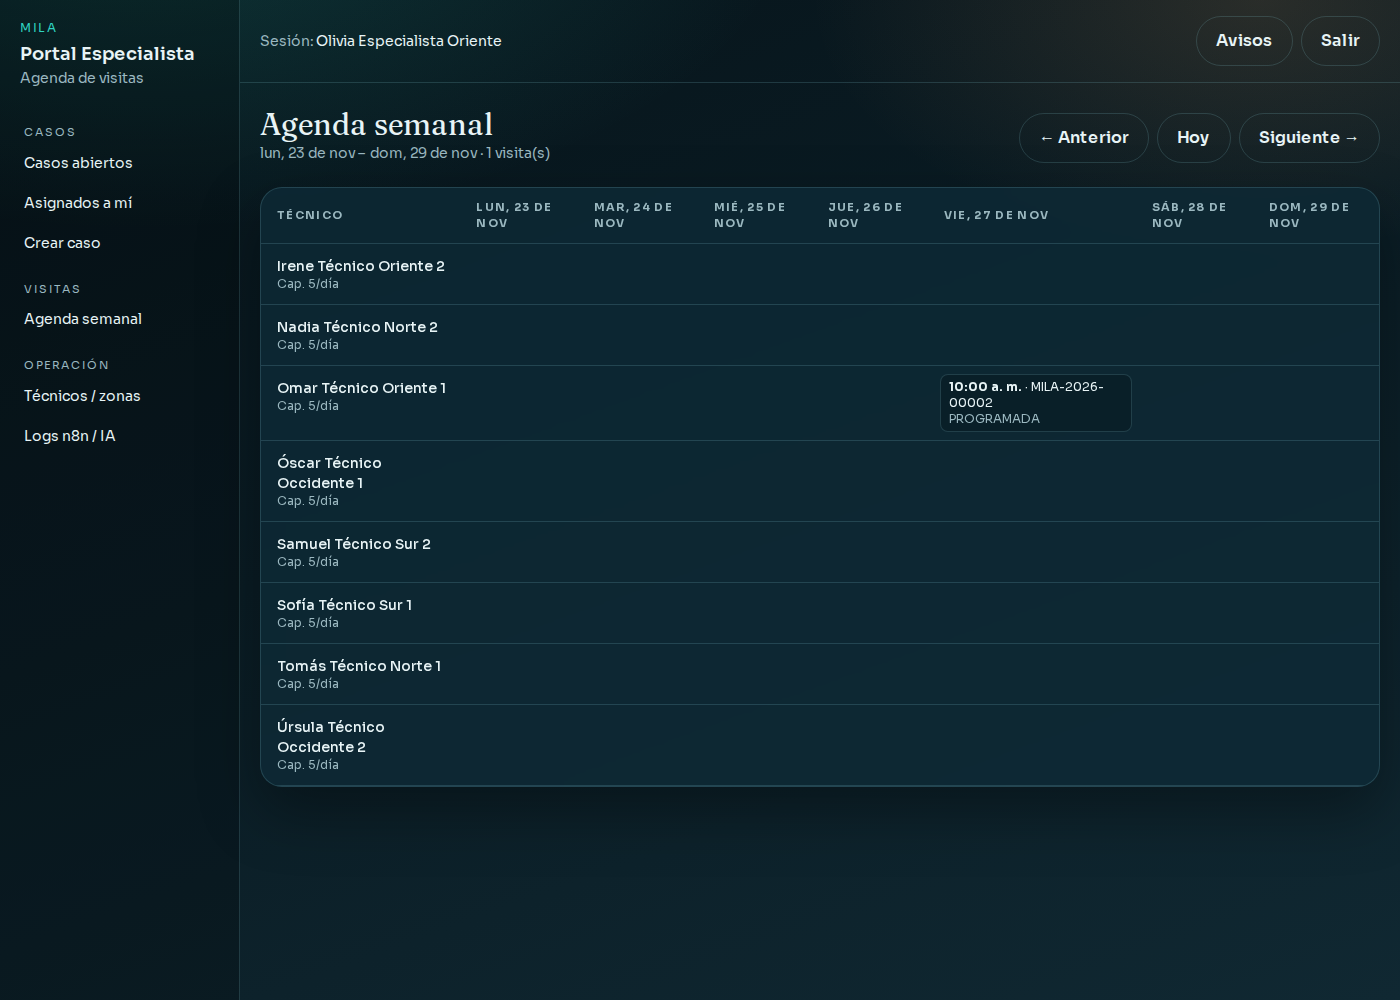 MILA
Portal Especialista
Agenda de visitas
CASOS
Casos abiertos
Asignados a mí
Crear caso
VISITAS
Agenda semanal
OPERACIÓN
Técnicos / zonas
Logs n8n / IA
Sesión: Olivia Especialista Oriente
Avisos
Salir
Agenda semanal
lun, 23 de nov – dom, 29 de nov · 1 visita(s)
← Anterior
Hoy
Siguiente →
TÉCNICO
LUN, 23 DE
NOV
MAR, 24 DE
NOV
MIÉ, 25 DE
NOV
JUE, 26 DE
NOV
VIE, 27 DE NOV
SÁB, 28 DE
NOV
DOM, 29 DE
NOV
Irene Técnico Oriente 2
Cap. 5/día
Nadia Técnico Norte 2
Cap. 5/día
Omar Técnico Oriente 1
Cap. 5/día
10:00 a. m. · MILA-2026-
00002
PROGRAMADA
Óscar Técnico
Occidente 1
Cap. 5/día
Samuel Técnico Sur 2
Cap. 5/día
Sofía Técnico Sur 1
Cap. 5/día
Tomás Técnico Norte 1
Cap. 5/día
Úrsula Técnico
Occidente 2
Cap. 5/día